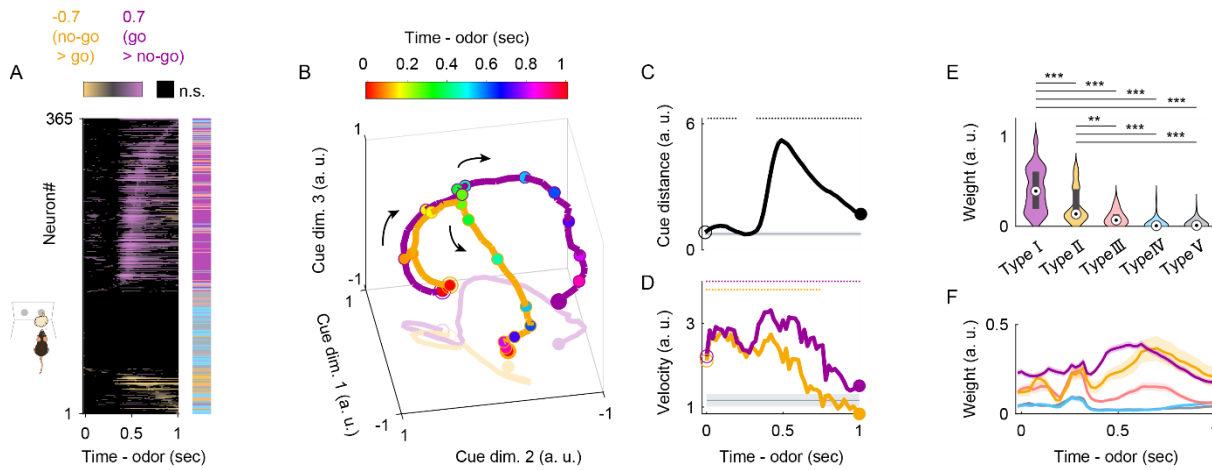 -0.7
(no-go
> go)
0.7
(go
> no-go)
A
n.s.
365
Neuron#
1
0
0.5
1
Time - odor (sec)
B
Time - odor (sec)
0
0.2
0.4
0.6
0.8
1
1
Cue dim. 3 (a. u.)
-1
1
Cue dim. 1 (a. u.)
-1
1
Cue dim. 2 (a. u.)
-1
C
6
Cue distance (a. u.)
0
D
3
Velocity (a. u.)
1
0
0.5
1
Time - odor (sec)
E
***
***
***
***
**
***
***
1
Weight (a. u.)
0
Type I
Type II
Type III
Type IV
Type V
F
0.5
Weight (a. u.)
0
0
0.5
1
Time - odor (sec)